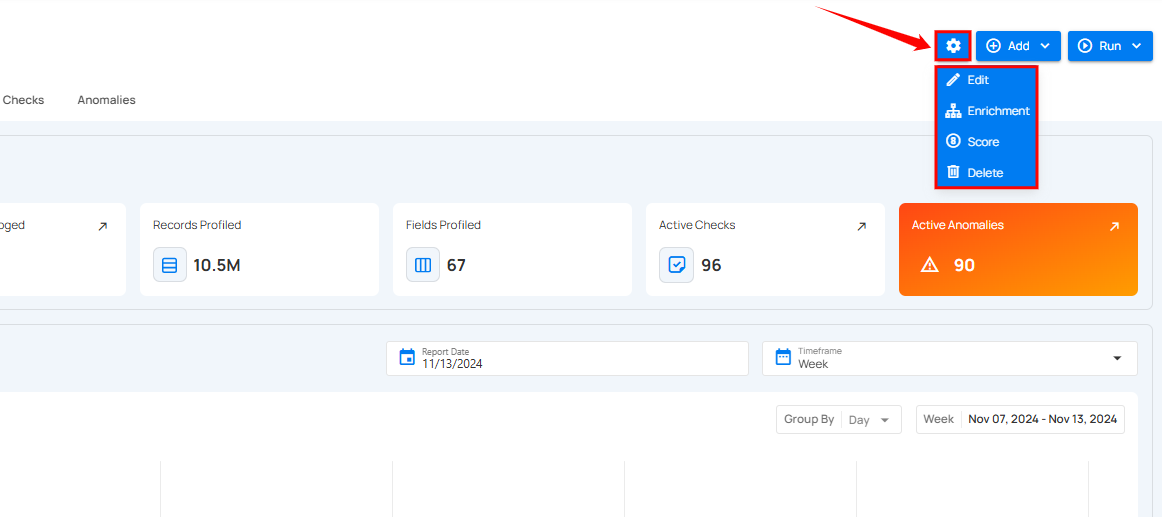 Add
Run
Edit
Enrichment
Score
Delete
Checks
Anomalies
Records Profiled
10.5M
Fields Profiled
67
Active Checks
96
Active Anomalies
90
Report Date
11/13/2024
Timeframe
Week
Group By Day
Week Nov 07, 2024 - Nov 13, 2024